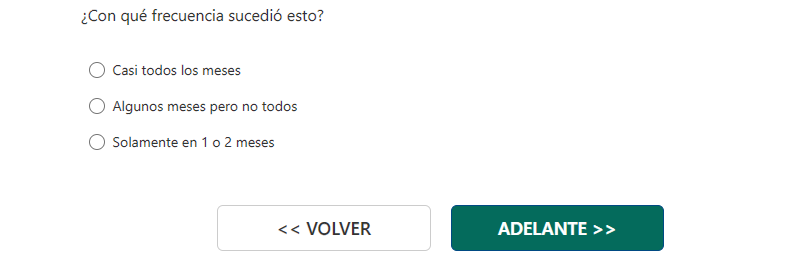 ¿Con qué frecuencia sucedió esto?
Casi todos los meses
Algunos meses pero no todos
Solamente en 1 o 2 meses
<< VOLVER
ADELANTE >>